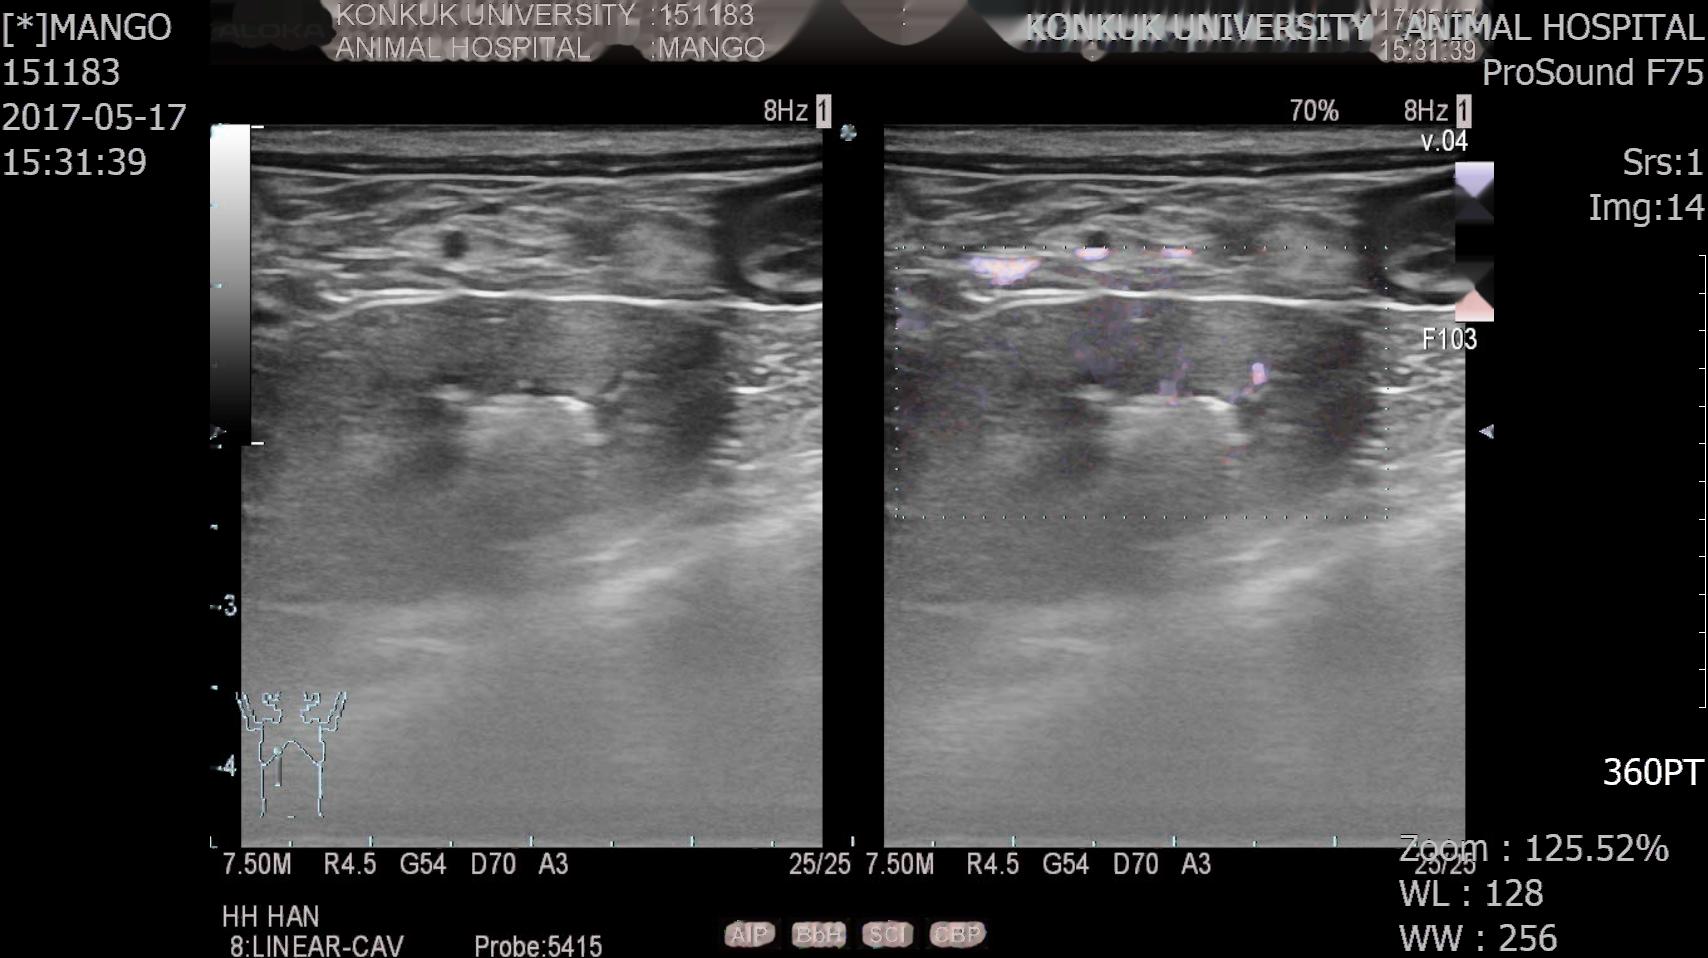 [*]MANGO
151183
2017-05-17
15:31:39
ALOKA
KONKUK UNIVERSITY :151183
ANIMAL HOSPITAL :MANGO
15:31:39
KONKUK UNIVERSITY ANIMAL HOSPITAL
ProSound F75
Srs:1
Img:14
8Hz 1
70% 8Hz 1
v.04
F103
3
4
360PT
7.50M R4.5 G54 D70 A3 25/25
7.50M R4.5 G54 D70 A3 25/25
Zoom : 125.52%
WL : 128
WW : 256
HH HAN
8:LINEAR-CAV Probe:5415
AIP BbH SCI CBP